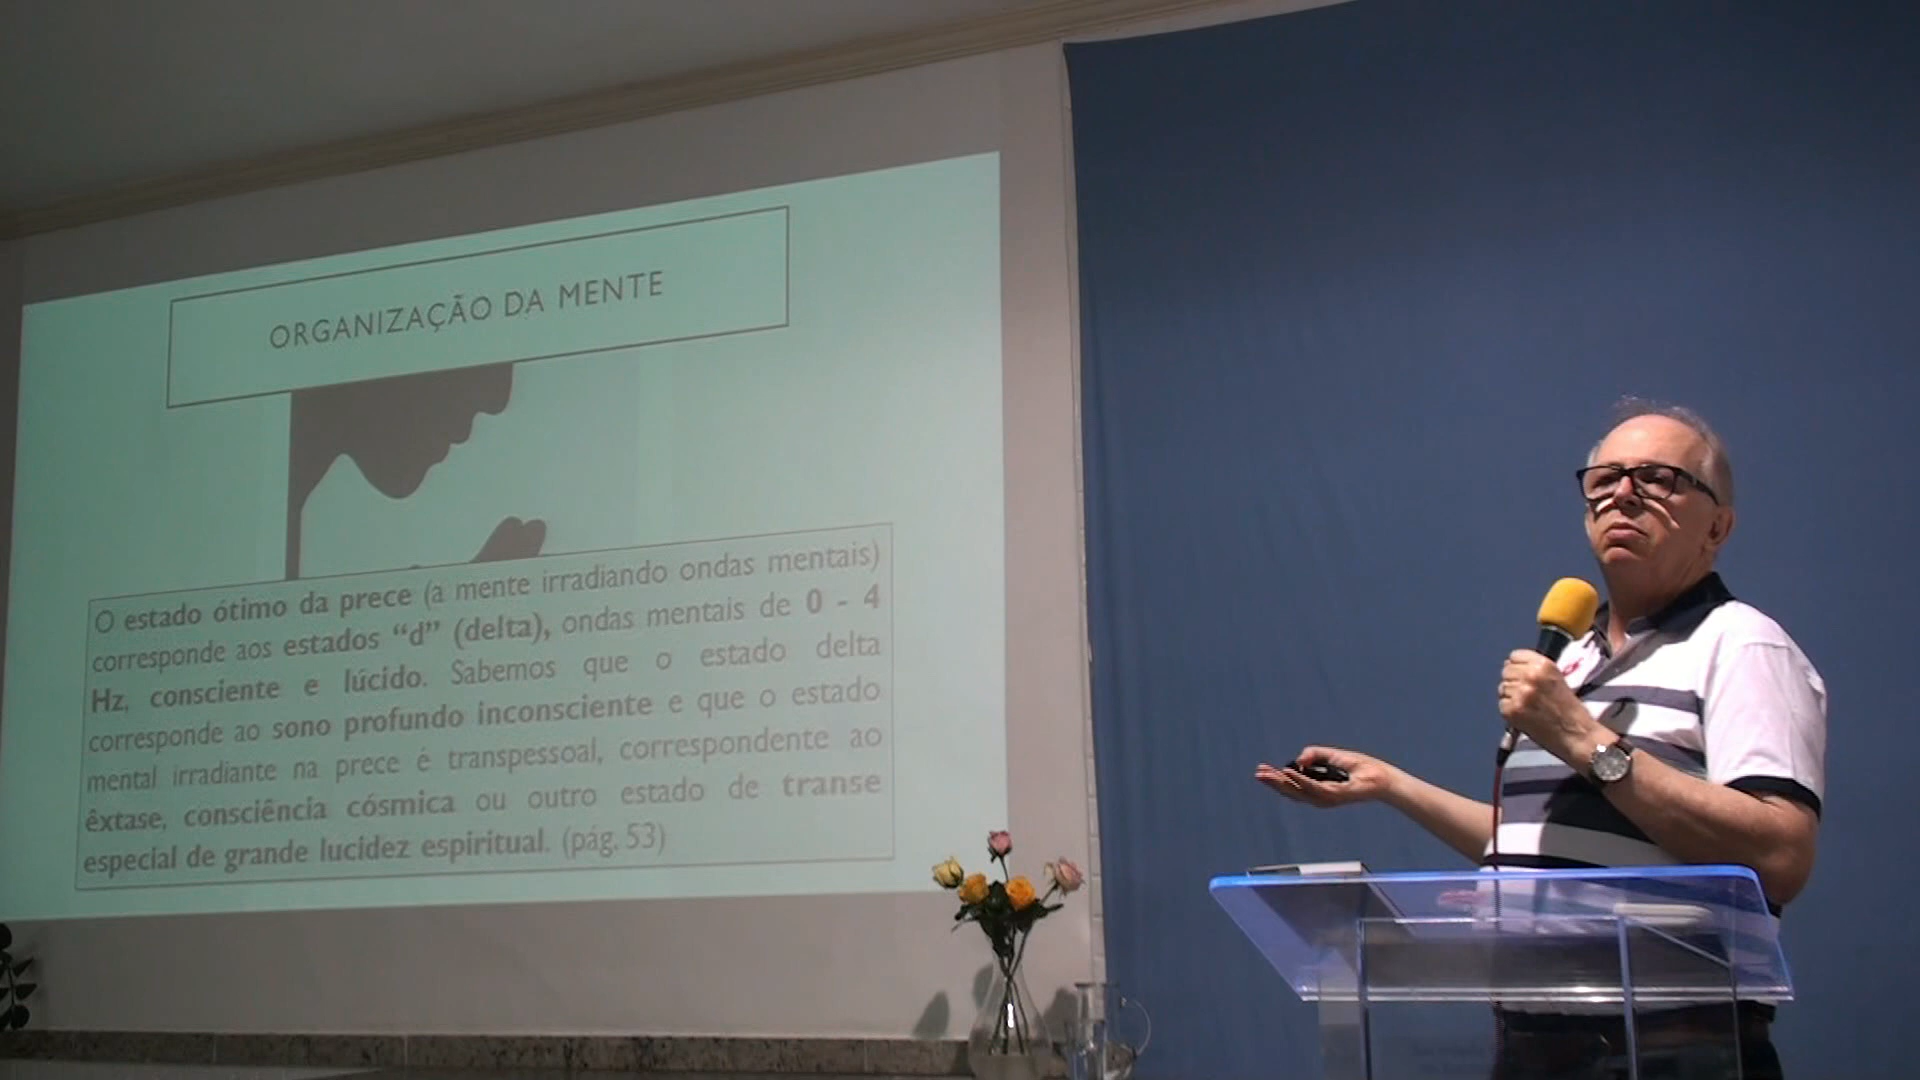 ORGANIZAÇÃO DA MENTE
O estado ótimo da prece (a mente irradiando ondas mentais)
corresponde aos estados “d” (delta), ondas mentais de 0 - 4
Hz, consciente e lúcido. Sabemos que o estado delta
corresponde ao sono profundo inconsciente e que o estado
mental irradiante na prece é transpessoal, correspondente ao
êxtase, consciência cósmica ou outro estado de transe
especial de grande lucidez espiritual. (pág. 53)